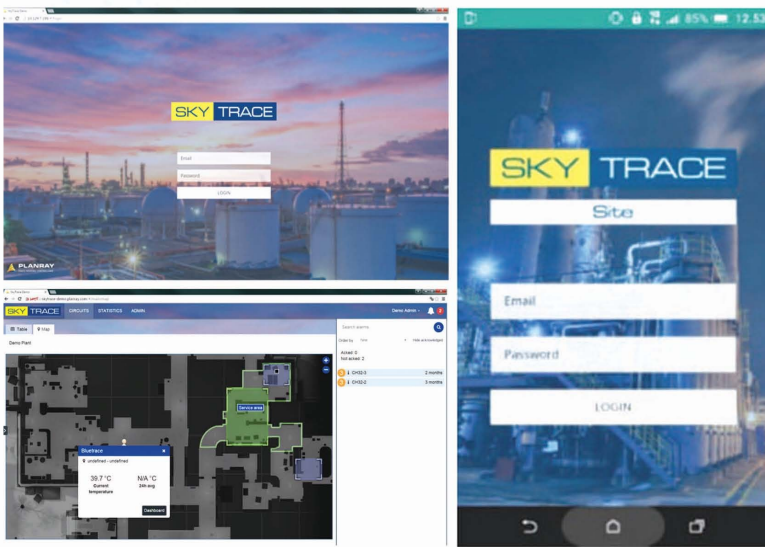 SKY TRACE
Email
Password
LOGIN
PLANRAY
SKY TRACE
CIRCUITS
STATISTICS
ADMIN
Demo Admin
2
Table
Map
Demo Plant
Search alarms
Order by
Acked: 0
Not acked: 2
CH32-3
2 months
CH32-2
3 months
Service area
Bluetrace
undefined - undefined
39.7 °C
N/A °C
Current temperature
24h avg
Dashboard
85%
12.53
SKY TRACE
Site
Email
Password
LOGIN